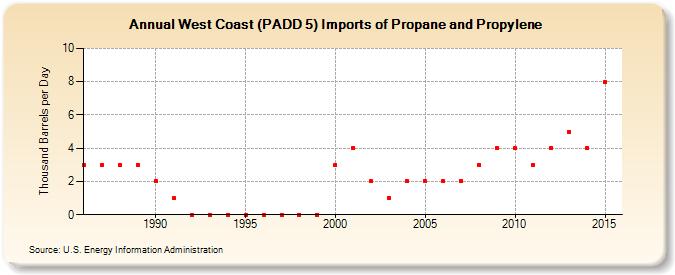 Annual West Coast (PADD 5) Imports of Propane and Propylene
Thousand Barrels per Day
10
8
6
4
2
0
1990 1995 2000 2005 2010 2015
Source: U.S. Energy Information Administration